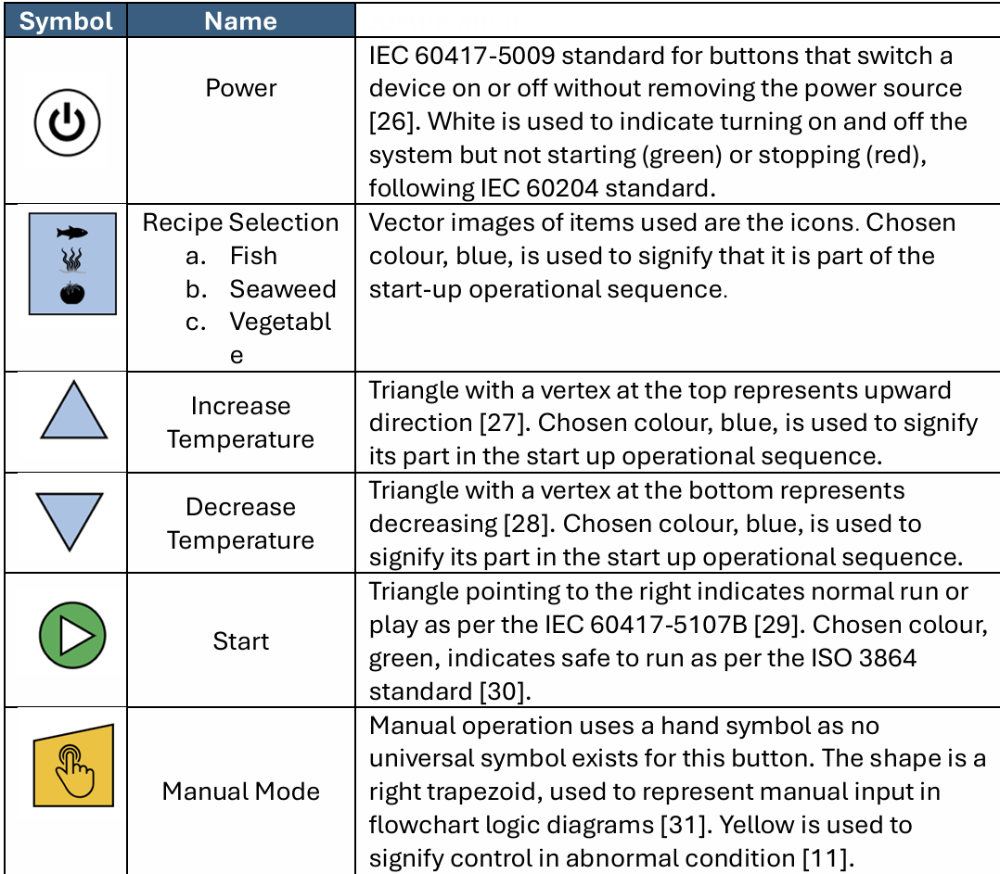 Symbol Name
Power
IEC 60417-5009 standard for buttons that switch a
device on or off without removing the power source
[26]. White is used to indicate turning on and off the
system but not starting (green) or stopping (red),
following IEC 60204 standard.
Recipe Selection
a. Fish
b. Seaweed
c. Vegetabl
e
Vector images of items used are the icons. Chosen
colour, blue, is used to signify that it is part of the
start-up operational sequence.
Increase
Temperature
Triangle with a vertex at the top represents upward
direction [27]. Chosen colour, blue, is used to signify
its part in the start up operational sequence.
Decrease
Temperature
Triangle with a vertex at the bottom represents
decreasing [28]. Chosen colour, blue, is used to
signify its part in the start up operational sequence.
Start
Triangle pointing to the right indicates normal run or
play as per the IEC 60417-5107B [29]. Chosen colour,
green, indicates safe to run as per the ISO 3864
standard [30].
Manual Mode
Manual operation uses a hand symbol as no
universal symbol exists for this button. The shape is a
right trapezoid, used to represent manual input in
flowchart logic diagrams [31]. Yellow is used to
signify control in abnormal condition [11].